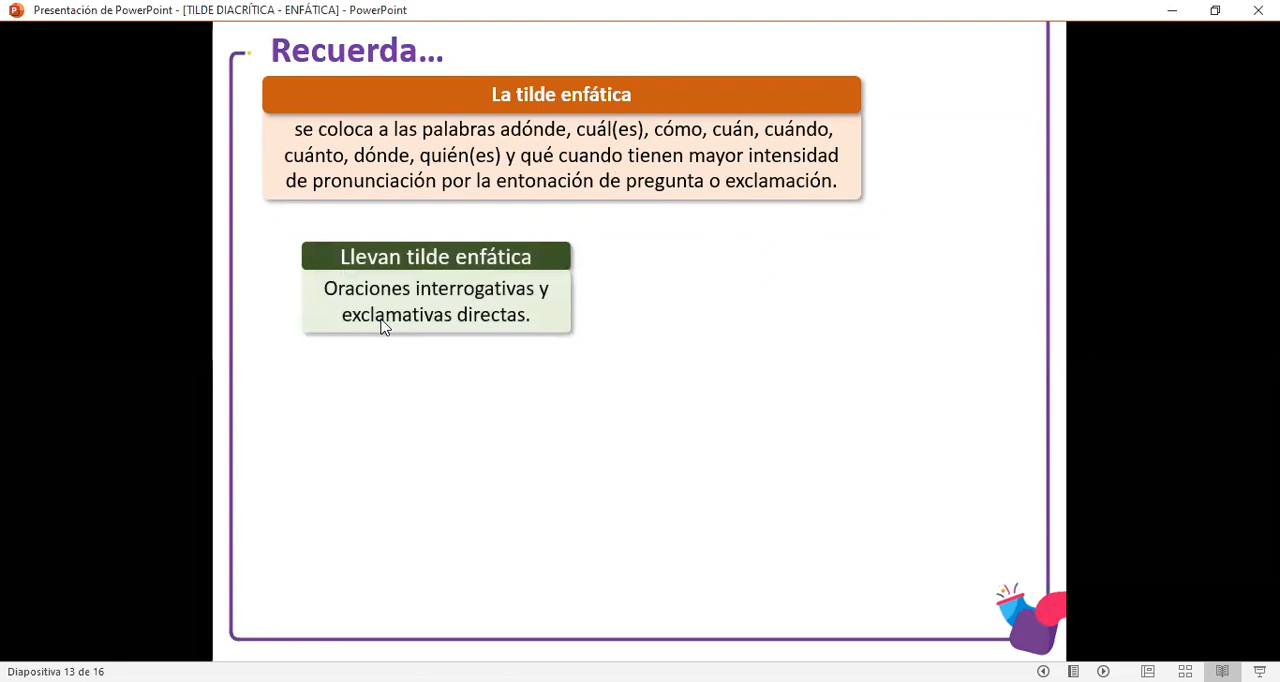 Presentación de PowerPoint - [TILDE DIACRÍTICA - ENFÁTICA] - PowerPoint
Recuerda...
La tilde enfática
se coloca a las palabras adónde, cuál(es), cómo, cuán, cuándo,
cuánto, dónde, quién(es) y qué cuando tienen mayor intensidad
de pronunciación por la entonación de pregunta o exclamación.
Llevan tilde enfática
Oraciones interrogativas y
exclamativas directas.
Diapositiva 13 de 16